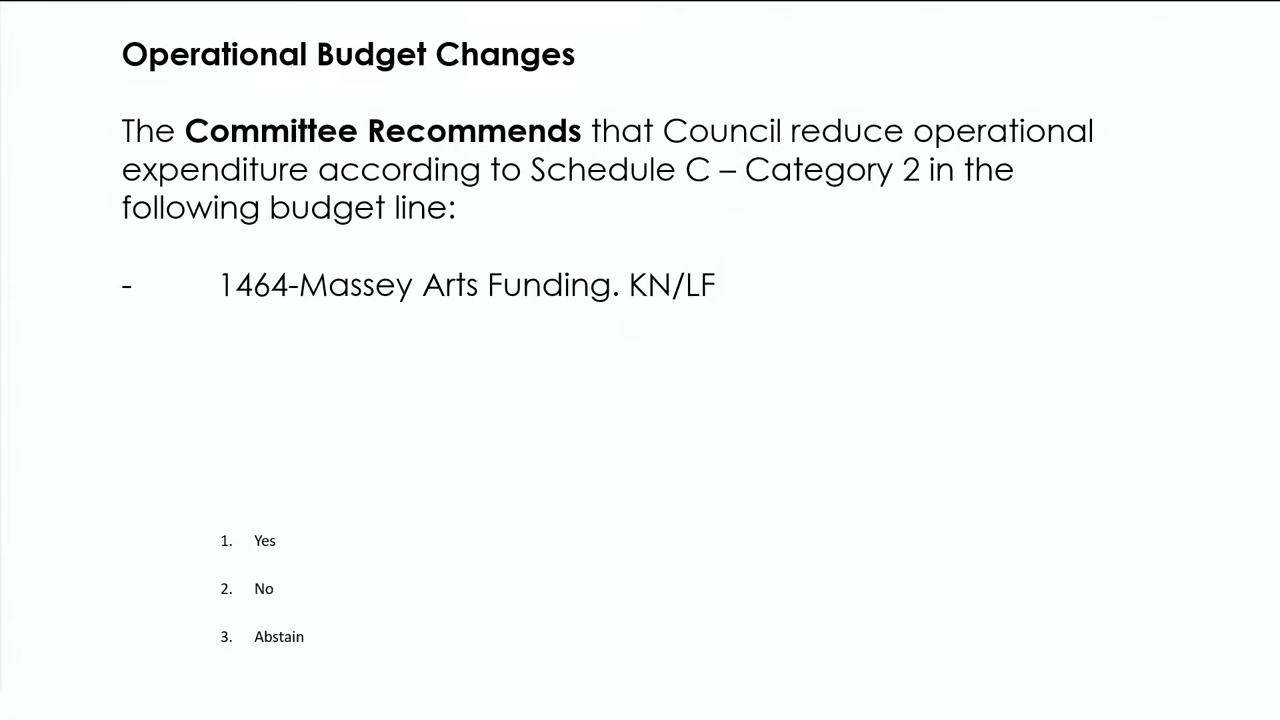 Operational Budget Changes
The Committee Recommends that Council reduce operational
expenditure according to Schedule C – Category 2 in the
following budget line:
- 1464-Massey Arts Funding. KN/LF
1. Yes
2. No
3. Abstain